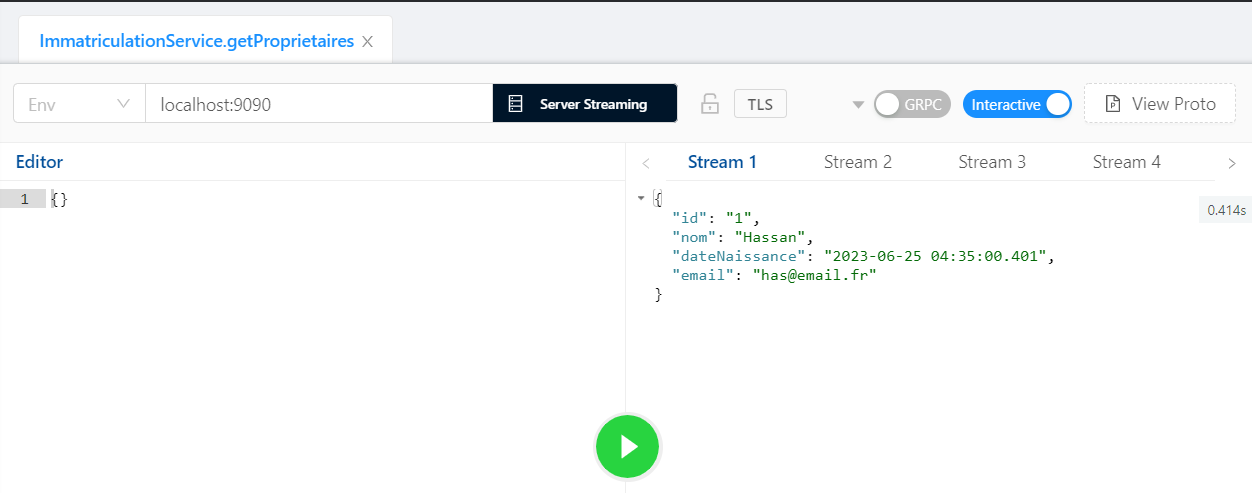 ImmatriculationService.getProprietaires
Env localhost:9090 Server Streaming TLS GRPC Interactive View Proto
Editor
1 {}
Stream 1 Stream 2 Stream 3 Stream 4
{
"id": "1",
"nom": "Hassan",
"dateNaissance": "2023-06-25 04:35:00.401",
"email": "has@email.fr"
}
0.414s